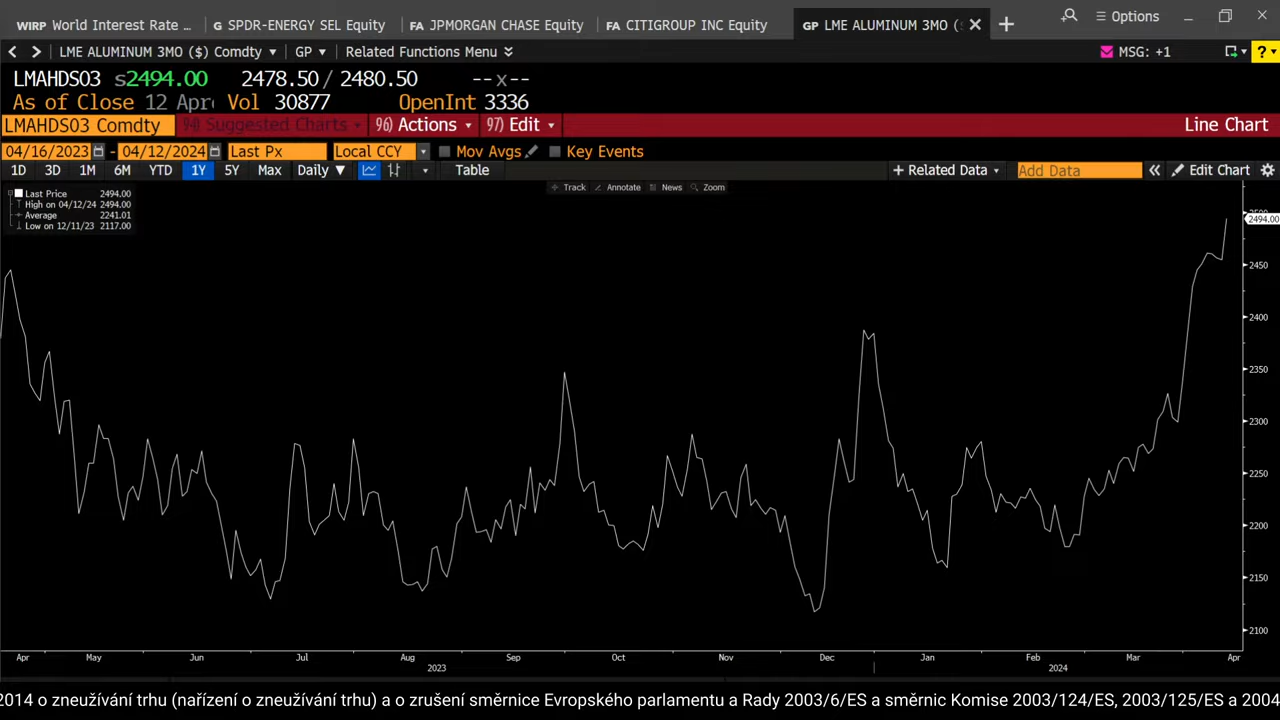 WIRP World Interest Rate ... G SPDR-ENERGY SEL Equity FA JPMORGAN CHASE Equity FA CITIGROUP INC Equity GP LME ALUMINUM 3MO ( Options
LME ALUMINUM 3MO ($) Comdty GP Related Functions Menu MSG: +1 ?
LMAHDS03 s2494.00 2478.50/ 2480.50 --x--
As of Close 12 Apr Vol 30877 OpenInt 3336
LMAHDS03 Comdty 94) Suggested Charts 96) Actions 97) Edit Line Chart
04/16/2023 - 04/12/2024 Last Px Local CCY Mov Avgs Key Events
1D 3D 1M 6M YTD 1Y 5Y Max Daily ▼ Table + Related Data Add Data « Edit Chart
Track Annotate News Zoom
Last Price 2494.00
High on 04/12/24 2494.00
Average 2241.01
Low on 12/11/23 2117.00
2494.00
2450
2400
2350
2300
2250
2200
2150
2100
Apr May Jun Jul Aug Sep Oct Nov Dec Jan Feb Mar Apr
2023 2024
2014 o zneužívání trhu (nařízení o zneužívání trhu) a o zrušení směrnice Evropského parlamentu a Rady 2003/6/ES a směrnic Komise 2003/124/ES, 2003/125/ES a 2004